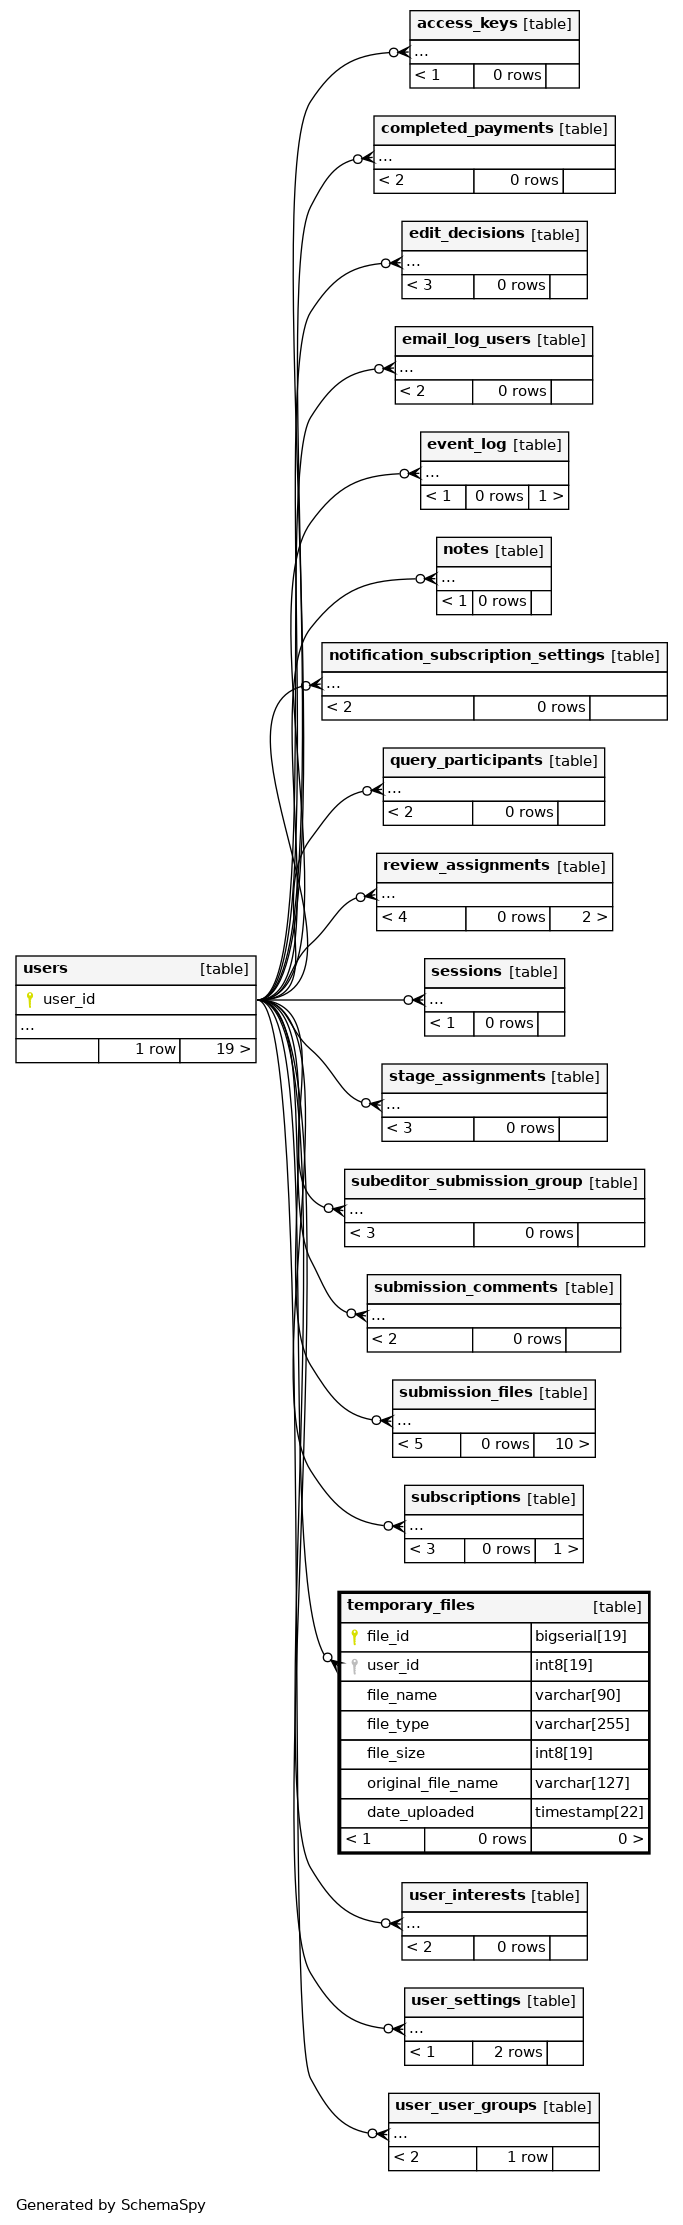 access_keys [table]
...
< 1 0 rows
completed_payments [table]
...
< 2 0 rows
edit_decisions [table]
...
< 3 0 rows
email_log_users [table]
...
< 2 0 rows
event_log [table]
...
< 1 0 rows 1 >
notes [table]
...
< 1 0 rows
notification_subscription_settings [table]
...
< 2 0 rows
query_participants [table]
...
< 2 0 rows
review_assignments [table]
...
< 4 0 rows 2 >
users [table]
user_id
...
1 row 19 >
sessions [table]
...
< 1 0 rows
stage_assignments [table]
...
< 3 0 rows
subeditor_submission_group [table]
...
< 3 0 rows
submission_comments [table]
...
< 2 0 rows
submission_files [table]
...
< 5 0 rows 10 >
subscriptions [table]
...
< 3 0 rows 1 >
temporary_files [table]
file_id bigserial[19]
user_id int8[19]
file_name varchar[90]
file_type varchar[255]
file_size int8[19]
original_file_name varchar[127]
date_uploaded timestamp[22]
< 1 0 rows 0 >
user_interests [table]
...
< 2 0 rows
user_settings [table]
...
< 1 2 rows
user_user_groups [table]
...
< 2 1 row
Generated by SchemaSpy